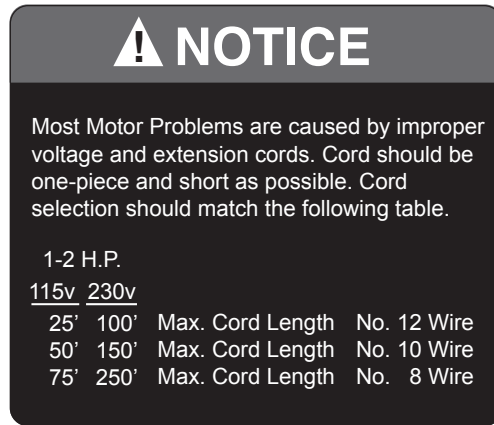 ! NOTICE
Most Motor Problems are caused by improper
voltage and extension cords. Cord should be
one-piece and short as possible. Cord
selection should match the following table.
1-2 H.P.
115v 230v
25’ 100’ Max. Cord Length No. 12 Wire
50’ 150’ Max. Cord Length No. 10 Wire
75’ 250’ Max. Cord Length No. 8 Wire